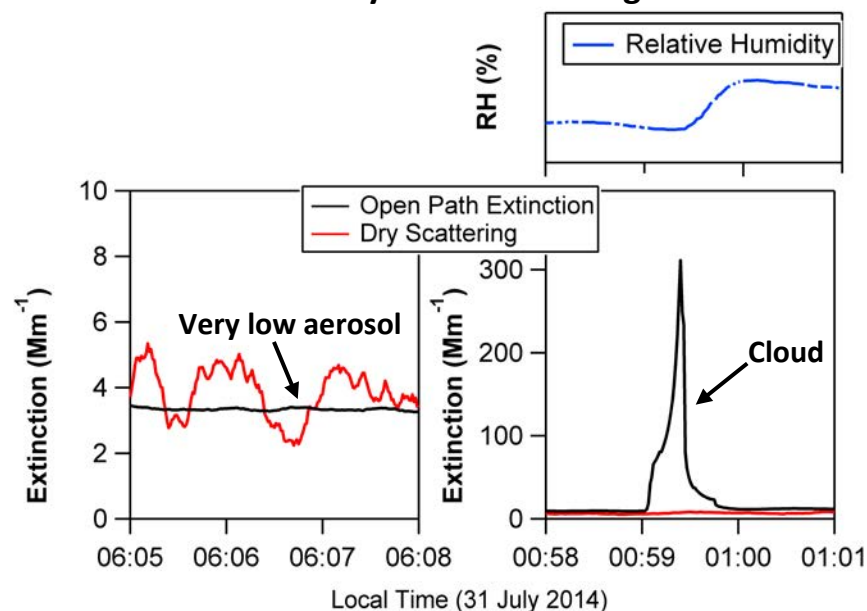 Relative Humidity
RH (%)
Open Path Extinction
Dry Scattering
10
8
6
4
2
0
Extinction (Mm-1)
Very low aerosol
06:05 06:06 06:07 06:08
300
200
100
0
Extinction (Mm-1)
Cloud
00:58 00:59 01:00 01:01
Local Time (31 July 2014)